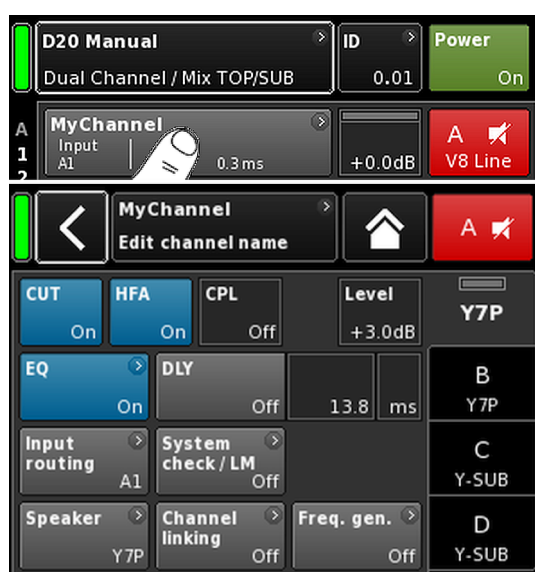 D20 Manual
Dual Channel / Mix TOP/SUB
ID
0.01
Power
On
A
1
2
MyChannel
Input
A1
0.3 ms
+0.0dB
A
V8 Line
MyChannel
Edit channel name
A
CUT
On
HFA
On
CPL
Off
Level
+3.0dB
Y7P
EQ
On
DLY
Off
13.8
ms
B
Y7P
Input
routing
A1
System
check / LM
Off
C
Y-SUB
Speaker
Y7P
Channel
linking
Off
Freq. gen.
Off
D
Y-SUB